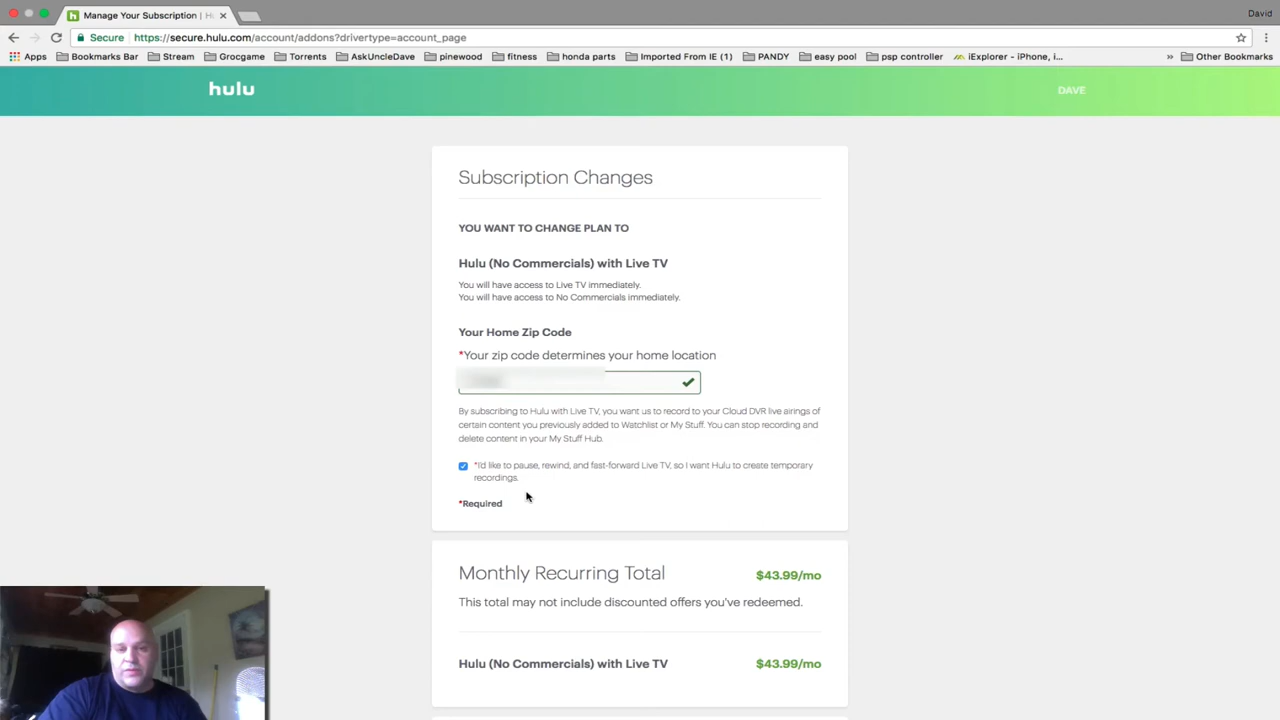 Manage Your Subscription | H
David
Secure https://secure.hulu.com/account/addons?drivertype=account_page
Apps Bookmarks Bar Stream Grocgame Torrents AskUncleDave pinewood fitness honda parts Imported From IE (1) PANDY easy pool psp controller iExplorer - iPhone, i... » Other Bookmarks
hulu DAVE
Subscription Changes
YOU WANT TO CHANGE PLAN TO
Hulu (No Commercials) with Live TV
You will have access to Live TV immediately.
You will have access to No Commercials immediately.
Your Home Zip Code
*Your zip code determines your home location
By subscribing to Hulu with Live TV, you want us to record to your Cloud DVR live airings of
certain content you previously added to Watchlist or My Stuff. You can stop recording and
delete content in your My Stuff Hub.
*I'd like to pause, rewind, and fast-forward Live TV, so I want Hulu to create temporary
recordings.
*Required
Monthly Recurring Total $43.99/mo
This total may not include discounted offers you've redeemed.
Hulu (No Commercials) with Live TV $43.99/mo